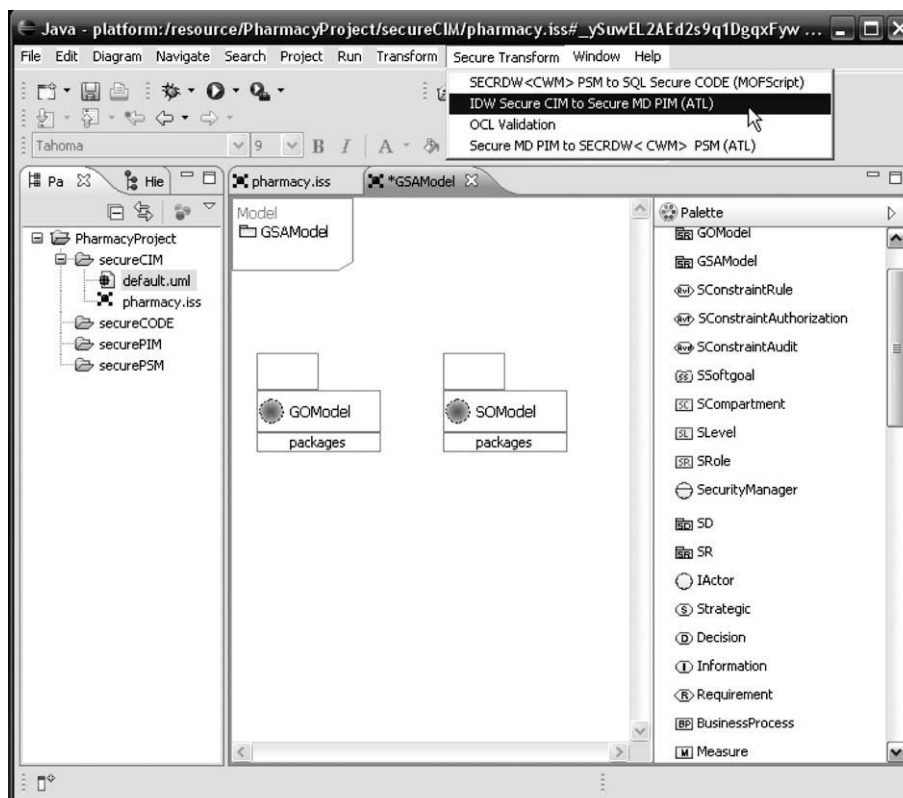 Java - platform:/resource/PharmacyProject/secureCIM/pharmacy.iss#_ySuwEL2AEd2s9q1DgqxFyw ...
File Edit Diagram Navigate Search Project Run Transform Secure Transform Window Help
SECRDW<CWM> PSM to SQL Secure CODE (MOFScript)
IDW Secure CIM to Secure MD PIM (ATL)
OCL Validation
Secure MD PIM to SECRDW< CWM> PSM (ATL)
Tahoma 9 B I A
Pa Hie
pharmacy.iss *GSAModel
PharmacyProject
secureCIM
default.uml
pharmacy.iss
secureCODE
securePIM
securePSM
Model
GSAModel
GOModel
packages
SOModel
packages
Palette
GOModel
GSAModel
SConstraintRule
SConstraintAuthorization
SConstraintAudit
SSoftgoal
SCompartment
SLevel
SRole
SecurityManager
SD
SR
IActor
Strategic
Decision
Information
Requirement
BusinessProcess
Measure